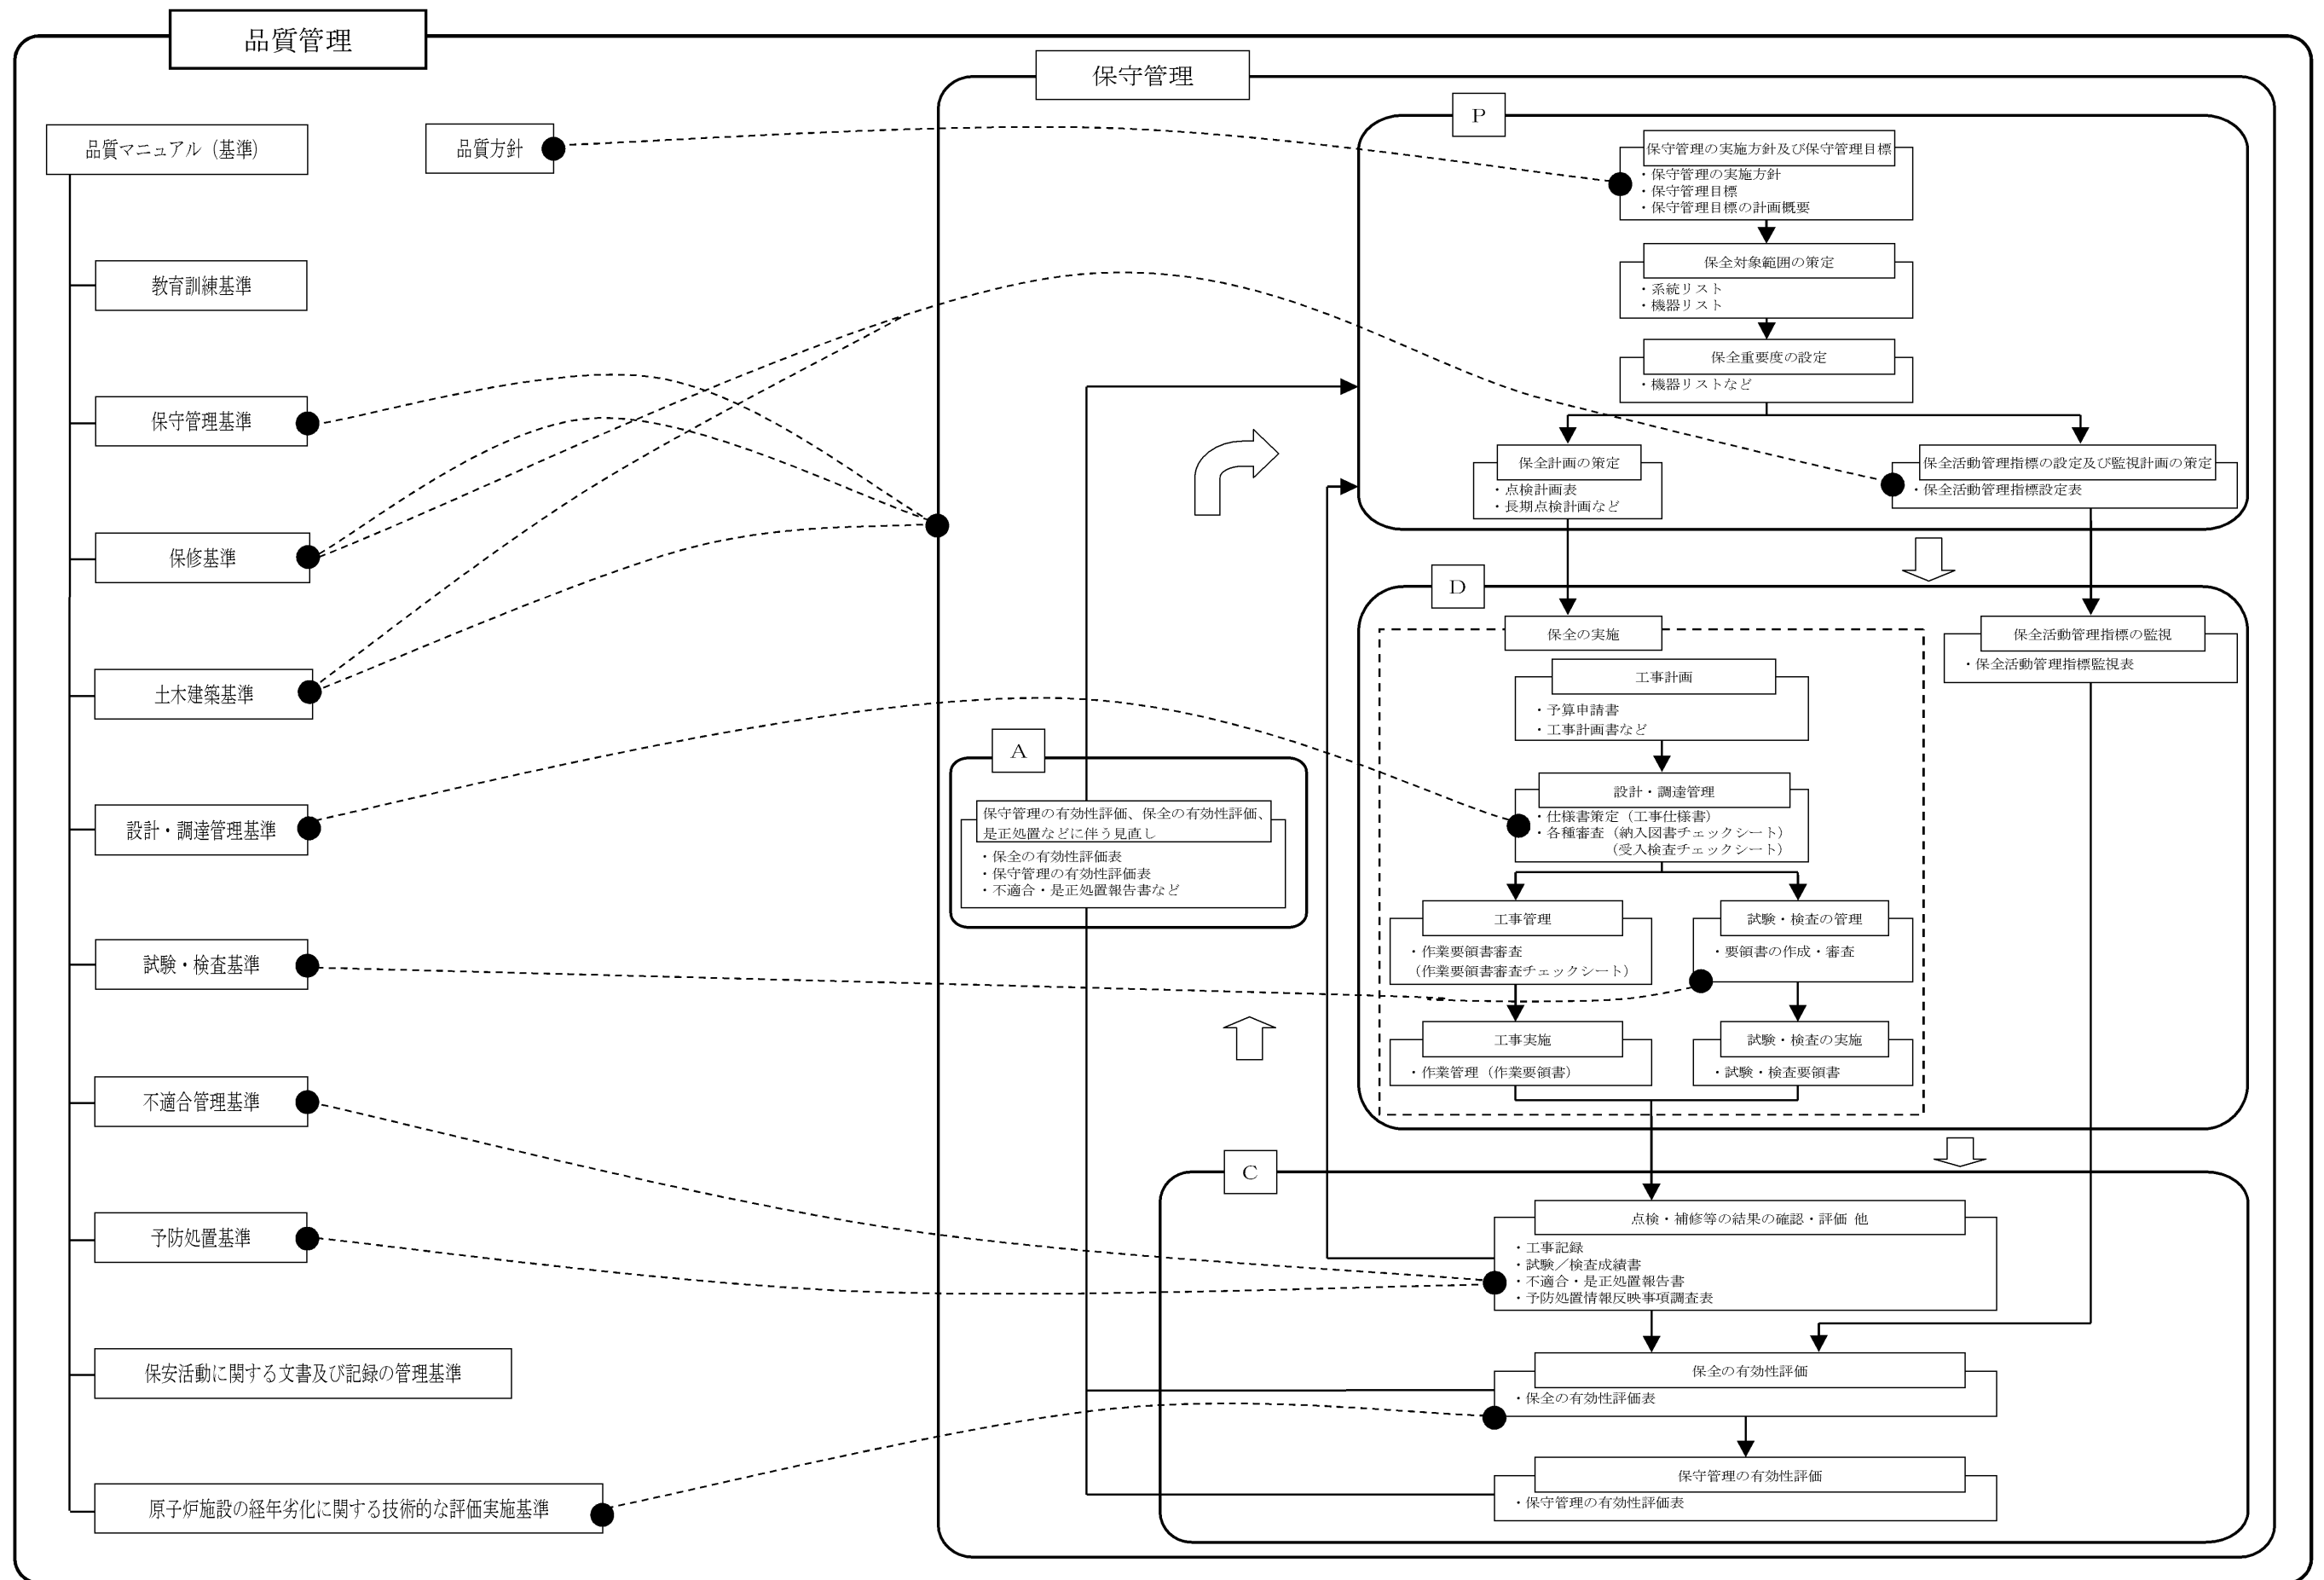 品質管理
品質マニュアル（基準）
品質方針
教育訓練基準
保守管理基準
保修基準
土木建築基準
設計・調達管理基準
試験・検査基準
不適合管理基準
予防処置基準
保安活動に関する文書及び記録の管理基準
原子炉施設の経年劣化に関する技術的な評価実施基準
保守管理
P
保守管理の実施方針及び保守管理目標
・保守管理の実施方針
・保守管理目標
・保守管理目標の計画概要
保全対象範囲の策定
・系統リスト
・機器リスト
保全重要度の設定
・機器リストなど
保全計画の策定
・点検計画表
・長期点検計画など
保全活動管理指標の設定及び監視計画の策定
・保全活動管理指標設定表
D
保全の実施
工事計画
・予算申請書
・工事計画書など
設計・調達管理
・仕様書策定（工事仕様書）
・各種審査（納入図書チェックシート）
（受入検査チェックシート）
工事管理
・作業要領書審査
（作業要領書審査チェックシート）
試験・検査の管理
・要領書の作成・審査
工事実施
・作業管理（作業要領書）
試験・検査の実施
・試験・検査要領書
保全活動管理指標の監視
・保全活動管理指標監視表
A
保守管理の有効性評価、保全の有効性評価、
是正処置などに伴う見直し
・保全の有効性評価表
・保守管理の有効性評価表
・不適合・是正処置報告書など
C
点検・補修等の結果の確認・評価 他
・工事記録
・試験／検査成績書
・不適合・是正処置報告書
・予防処置情報反映事項調査表
保全の有効性評価
・保全の有効性評価表
保守管理の有効性評価
・保守管理の有効性評価表